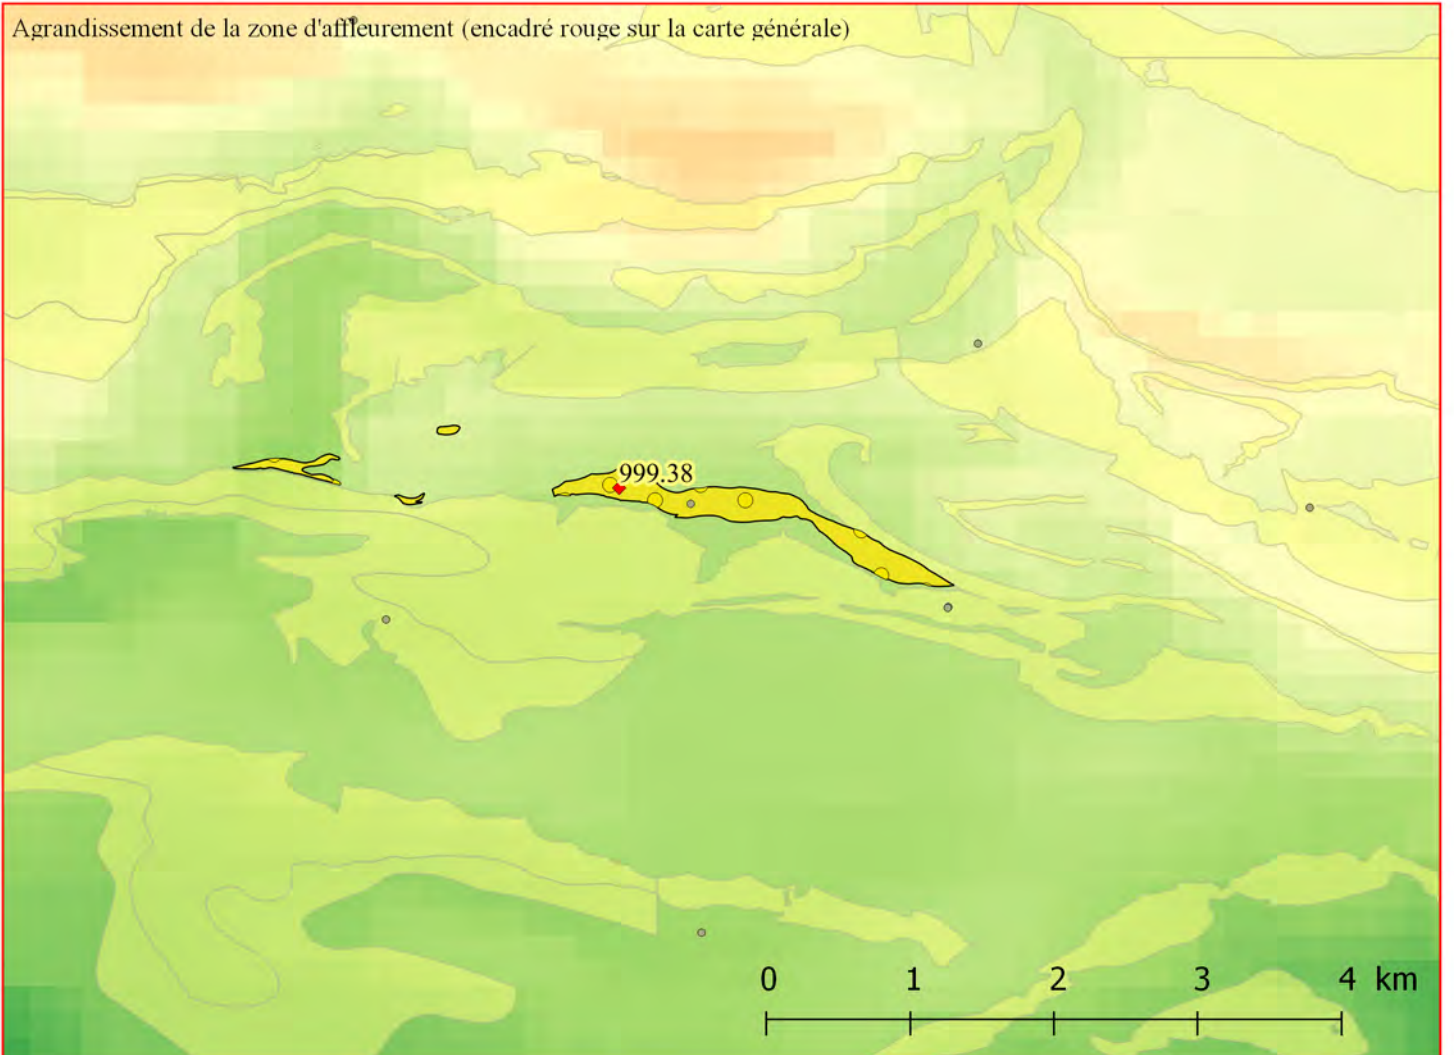 Agrandissement de la zone d'affleurement (encadré rouge sur la carte générale)
999.38
0 1 2 3 4 km